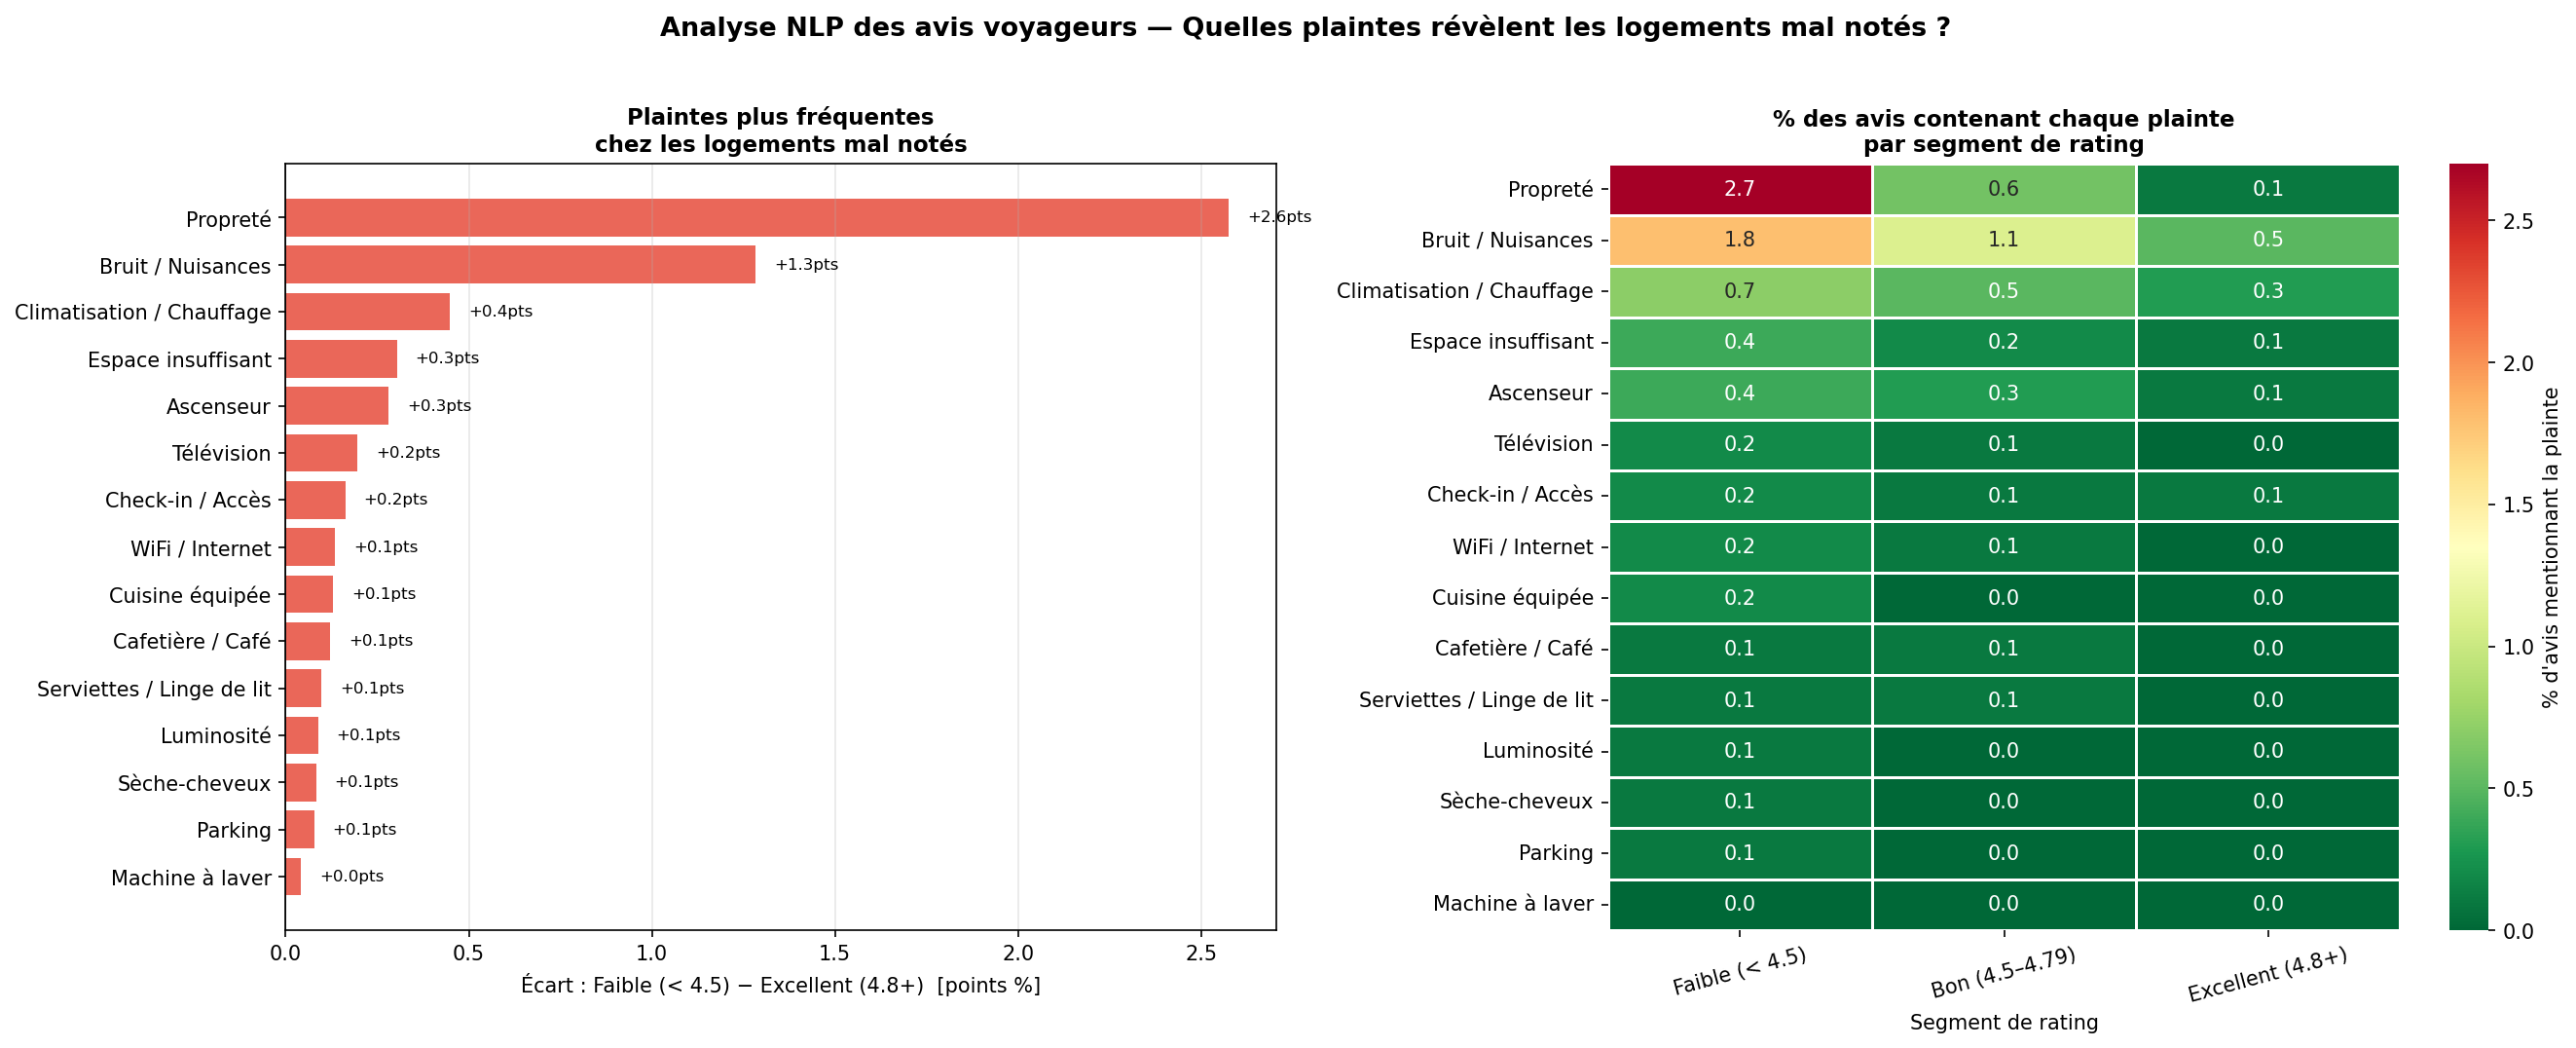 Analyse NLP des avis voyageurs — Quelles plaintes révèlent les logements mal notés ?
Plaintes plus fréquentes
chez les logements mal notés
Propreté
+2.6pts
Bruit / Nuisances
+1.3pts
Climatisation / Chauffage
+0.4pts
Espace insuffisant
+0.3pts
Ascenseur
+0.3pts
Télévision
+0.2pts
Check-in / Accès
+0.2pts
WiFi / Internet
+0.1pts
Cuisine équipée
+0.1pts
Cafetière / Café
+0.1pts
Serviettes / Linge de lit
+0.1pts
Luminosité
+0.1pts
Sèche-cheveux
+0.1pts
Parking
+0.1pts
Machine à laver
+0.0pts
0.0 0.5 1.0 1.5 2.0 2.5
Écart : Faible (< 4.5) − Excellent (4.8+) [points %]
% des avis contenant chaque plainte
par segment de rating
Propreté 2.7 0.6 0.1
Bruit / Nuisances 1.8 1.1 0.5
Climatisation / Chauffage 0.7 0.5 0.3
Espace insuffisant 0.4 0.2 0.1
Ascenseur 0.4 0.3 0.1
Télévision 0.2 0.1 0.0
Check-in / Accès 0.2 0.1 0.1
WiFi / Internet 0.2 0.1 0.0
Cuisine équipée 0.2 0.0 0.0
Cafetière / Café 0.1 0.1 0.0
Serviettes / Linge de lit 0.1 0.1 0.0
Luminosité 0.1 0.0 0.0
Sèche-cheveux 0.1 0.0 0.0
Parking 0.1 0.0 0.0
Machine à laver 0.0 0.0 0.0
Faible (< 4.5) Bon (4.5–4.79) Excellent (4.8+)
Segment de rating
2.5
2.0
1.5
1.0
0.5
0.0
% d'avis mentionnant la plainte